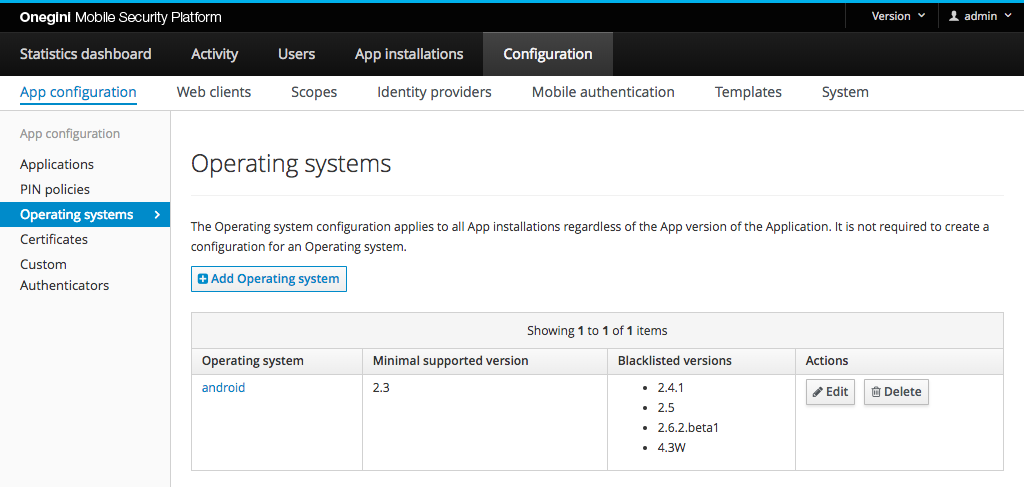 Onegini Mobile Security Platform
Version
admin
Statistics dashboard
Activity
Users
App installations
Configuration
App configuration
Web clients
Scopes
Identity providers
Mobile authentication
Templates
System
App configuration
Applications
PIN policies
Operating systems
Certificates
Custom
Authenticators
Operating systems
The Operating system configuration applies to all App installations regardless of the App version of the Application. It is not required to create a
configuration for an Operating system.
Add Operating system
Showing 1 to 1 of 1 items
Operating system
Minimal supported version
Blacklisted versions
Actions
android
2.3
2.4.1
2.5
2.6.2.beta1
4.3W
Edit
Delete